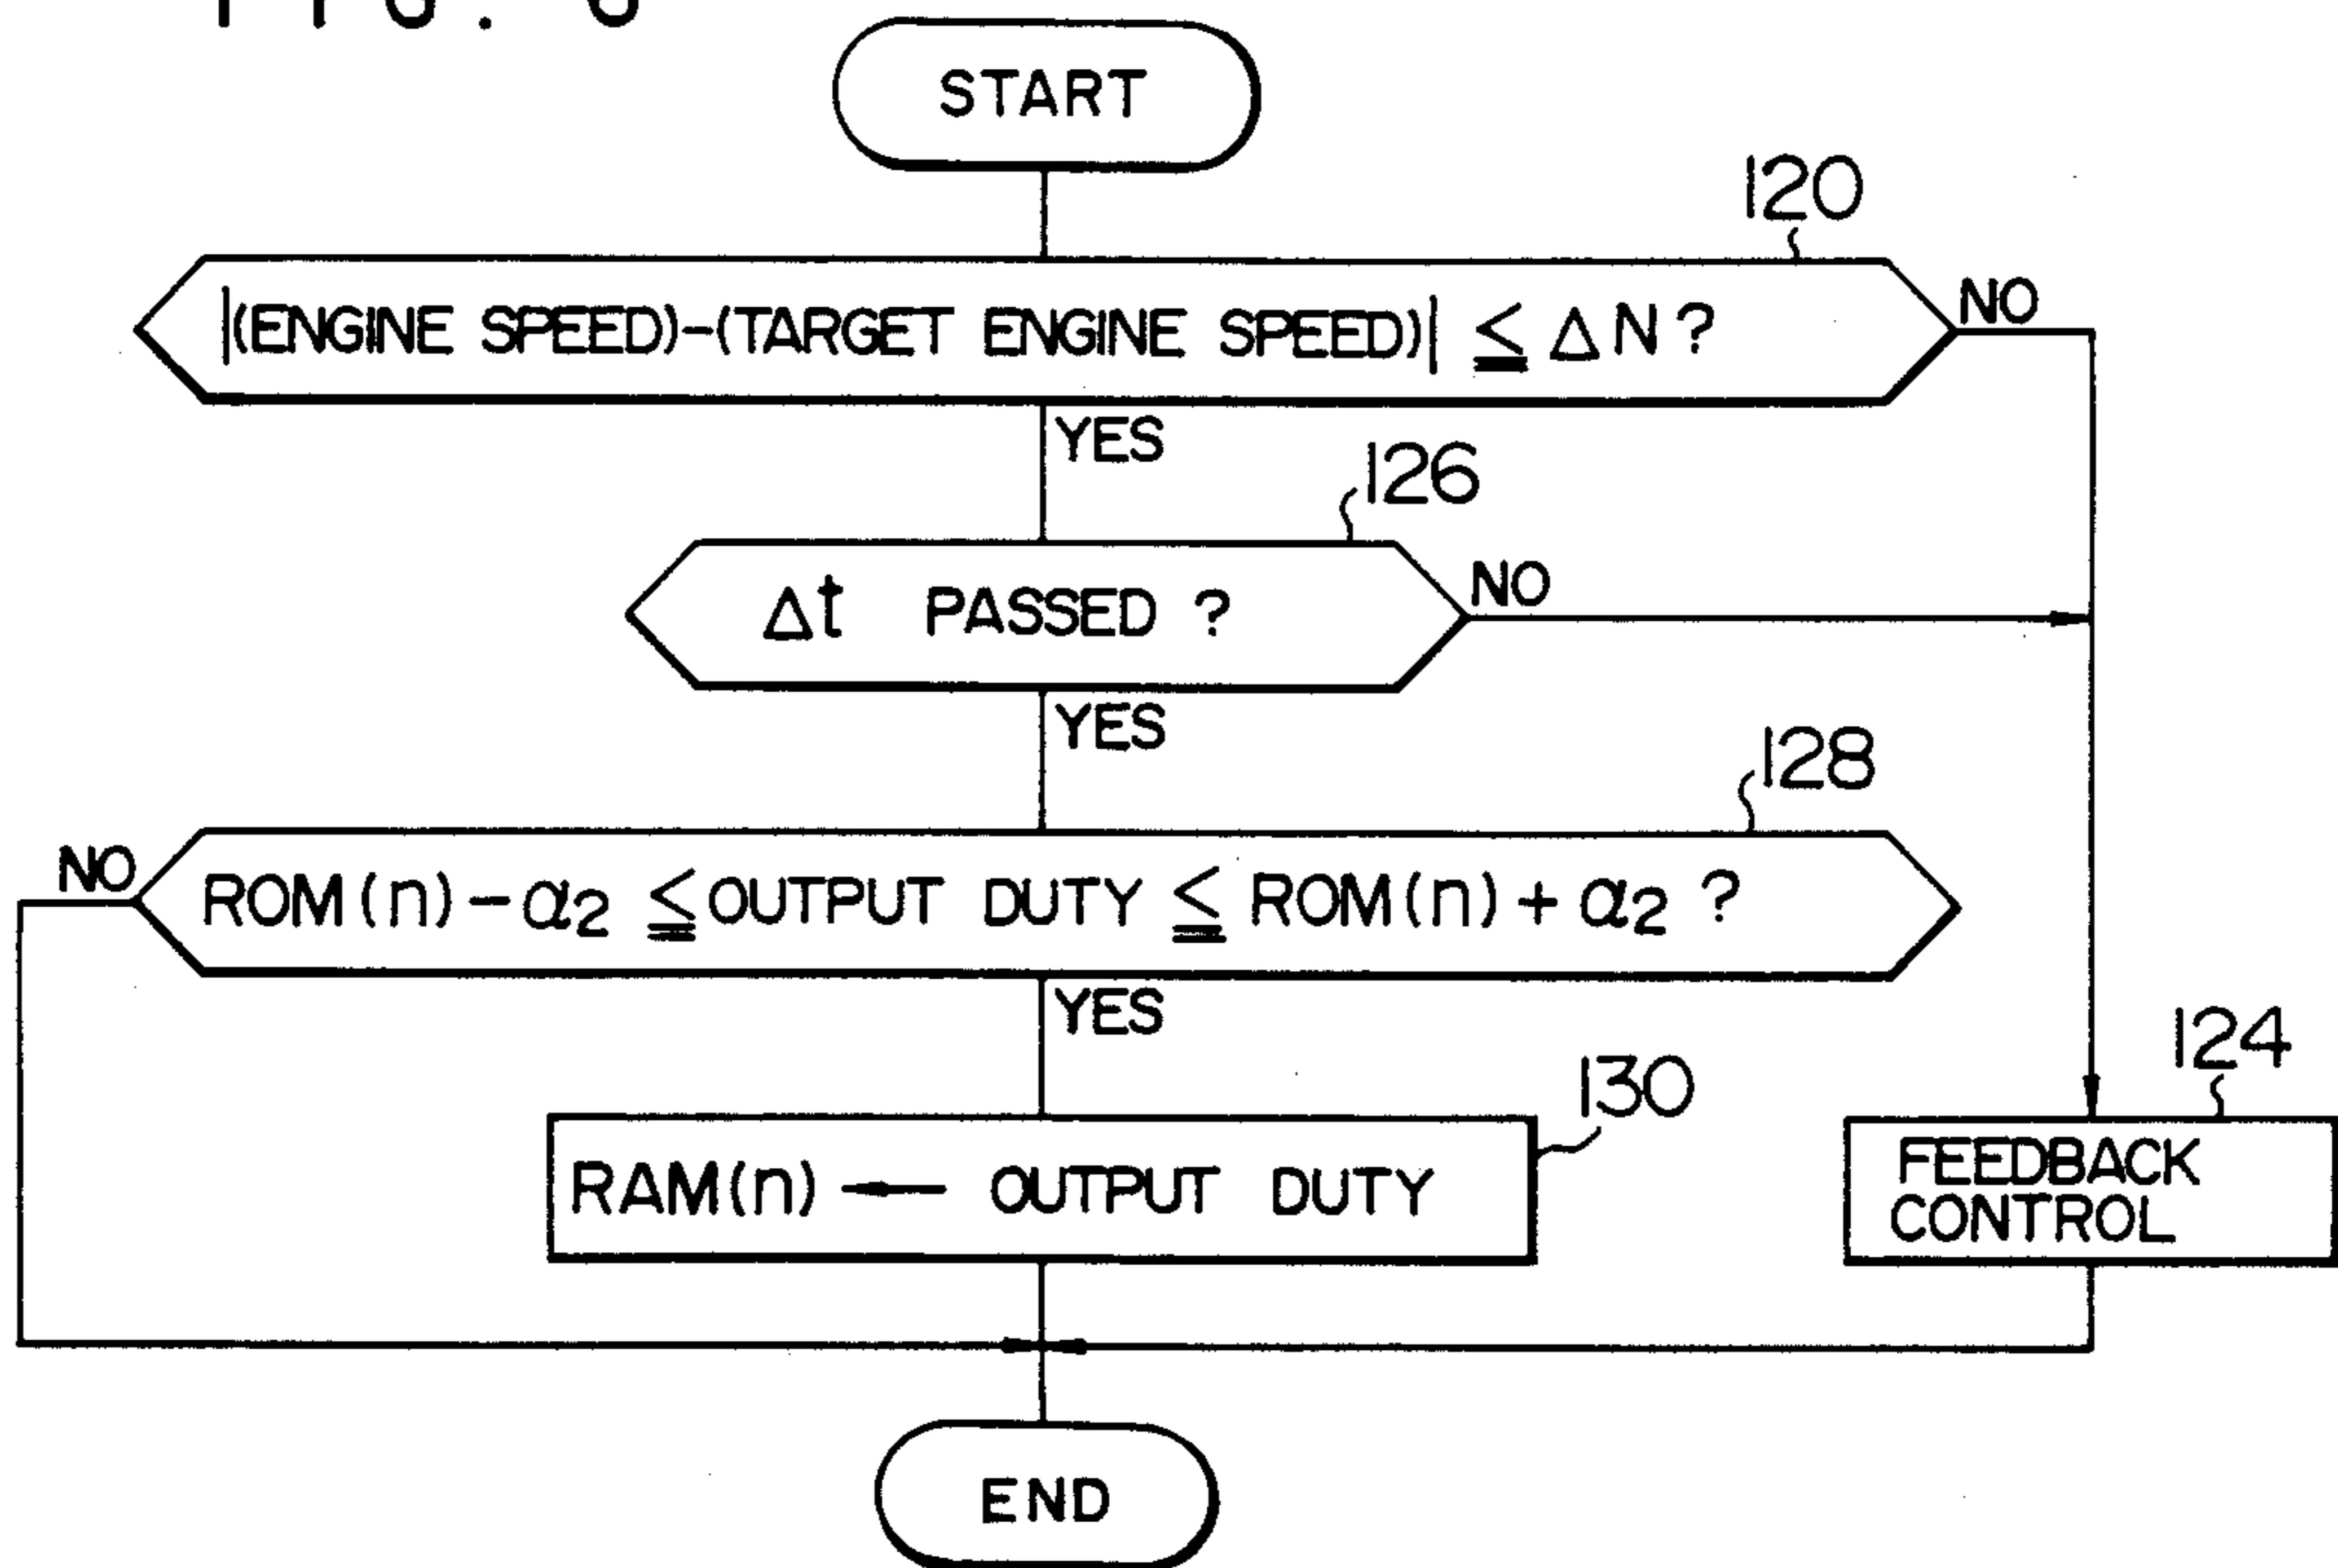 START
120
|(ENGINE SPEED)-(TARGET ENGINE SPEED)| ≦ ΔN?
NO
YES
126
Δt PASSED ?
NO
YES
128
NO
ROM(n)-α2 ≦OUTPUT DUTY ≦ ROM(n)+α2 ?
YES
130
124
RAM(n) ← OUTPUT DUTY
FEEDBACK
CONTROL
END